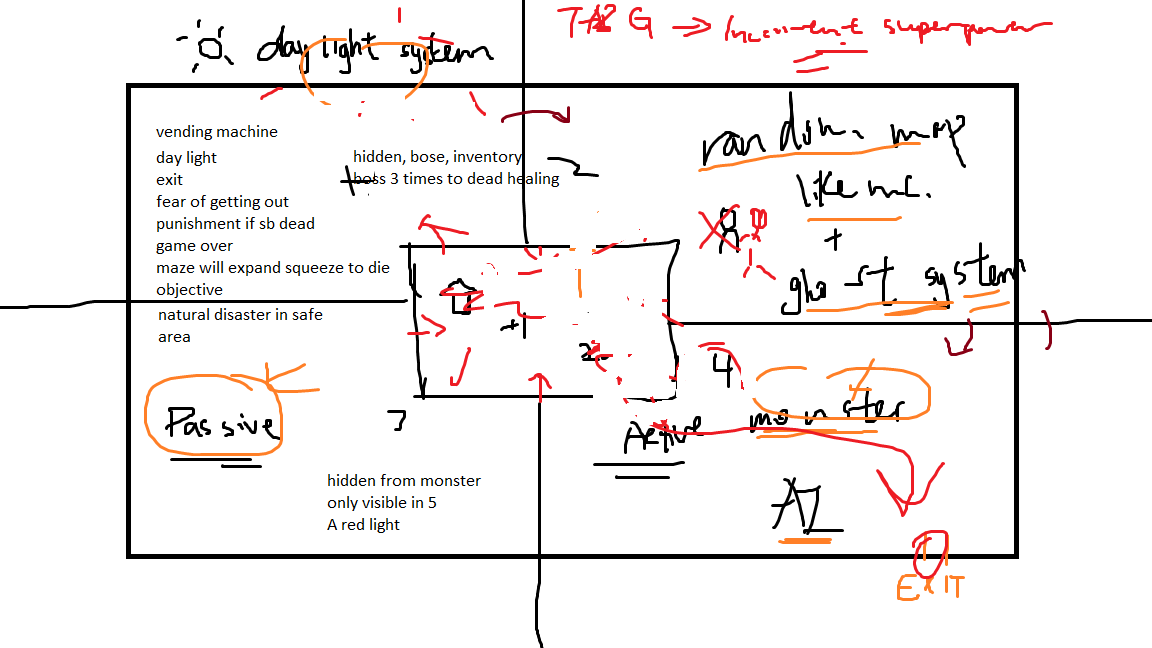 TAG → Increment superpower
day light system
vending machine
day light
exit
fear of getting out
punishment if sb dead
game over
maze will expand squeeze to die
objective
natural disaster in safe
area
hidden, bose, inventory
boss 3 times to dead healing
2
random map
like mc.
+
ghost system
+1
2
3
4
Passive
Active
monster
AI
hidden from monster
only visible in 5
A red light
EXIT